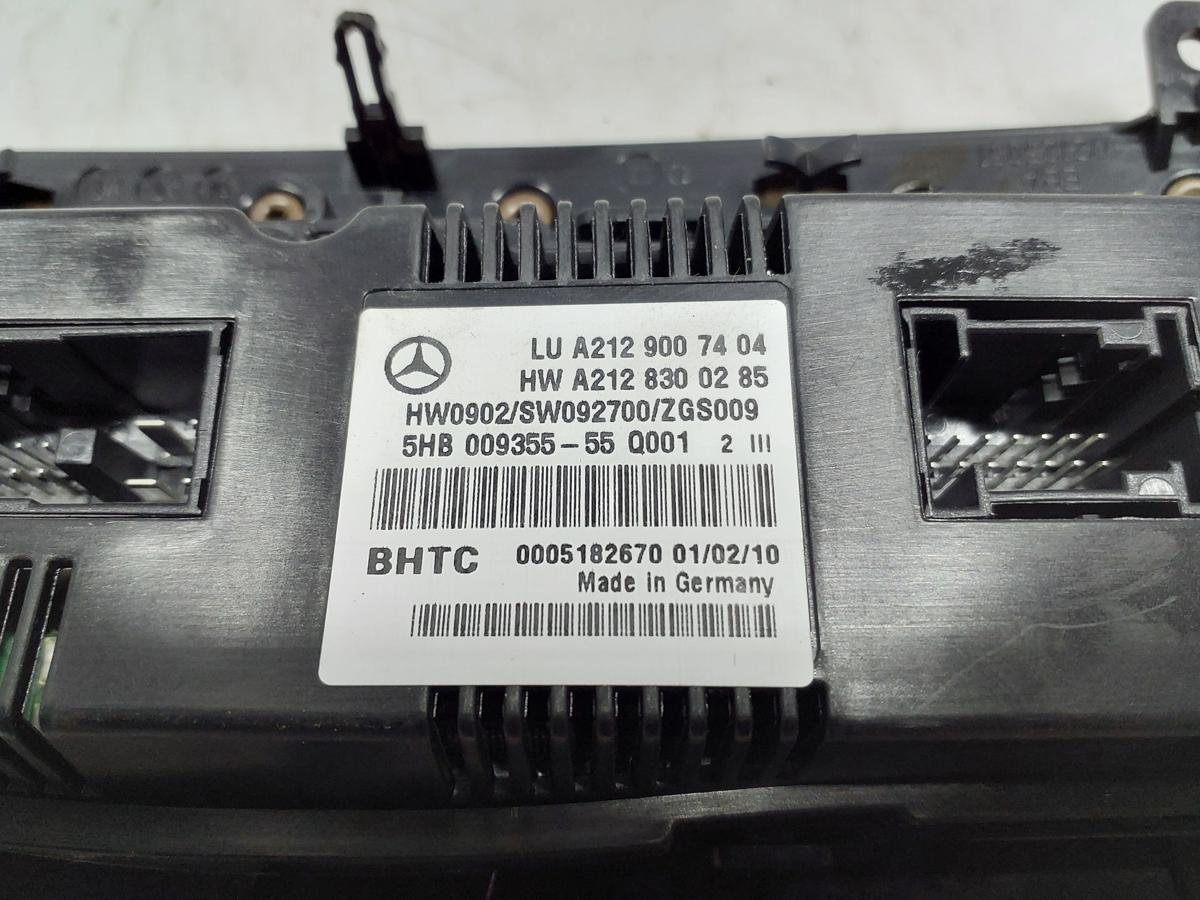 LU A212 900 74 04
HW A212 830 02 85
HW0902/SW092700/ZGS009
5HB 009355-55 Q001 2 III
BHTC 0005182670 01/02/10
Made in Germany